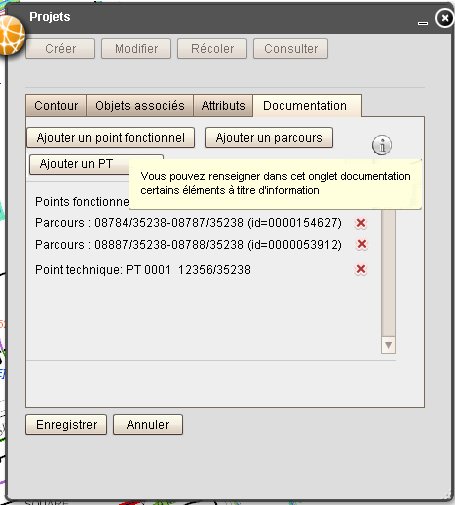 Projets
Créer Modifier Récoler Consulter
Contour Objets associés Attributs Documentation
Ajouter un point fonctionnel Ajouter un parcours
Ajouter un PT
Vous pouvez renseigner dans cet onglet documentation
certains éléments à titre d'information
Points fonctionne
Parcours : 08784/35238-08787/35238 (id=0000154627)
Parcours : 08887/35238-08788/35238 (id=0000053912)
Point technique: PT 0001 12356/35238
Enregistrer Annuler
SQUARE